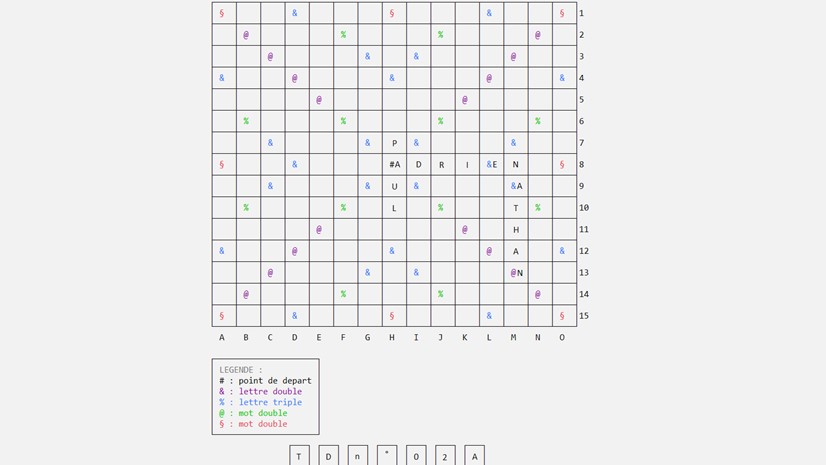 § & § & § 1
@ % % @ 2
@ & & @ 3
& @ & @ & 4
@ @ 5
% % % % 6
& & P & & 7
§ & #A D R I &E N § 8
& & U & &A 9
% % L % T % 10
@ @ H 11
& @ & @ A & 12
@ & & @N 13
@ % % @ 14
§ & § & § 15
A B C D E F G H I J K L M N O
LEGENDE :
# : point de depart
& : lettre double
% : lettre triple
@ : mot double
§ : mot double
T D n ° O 2 A